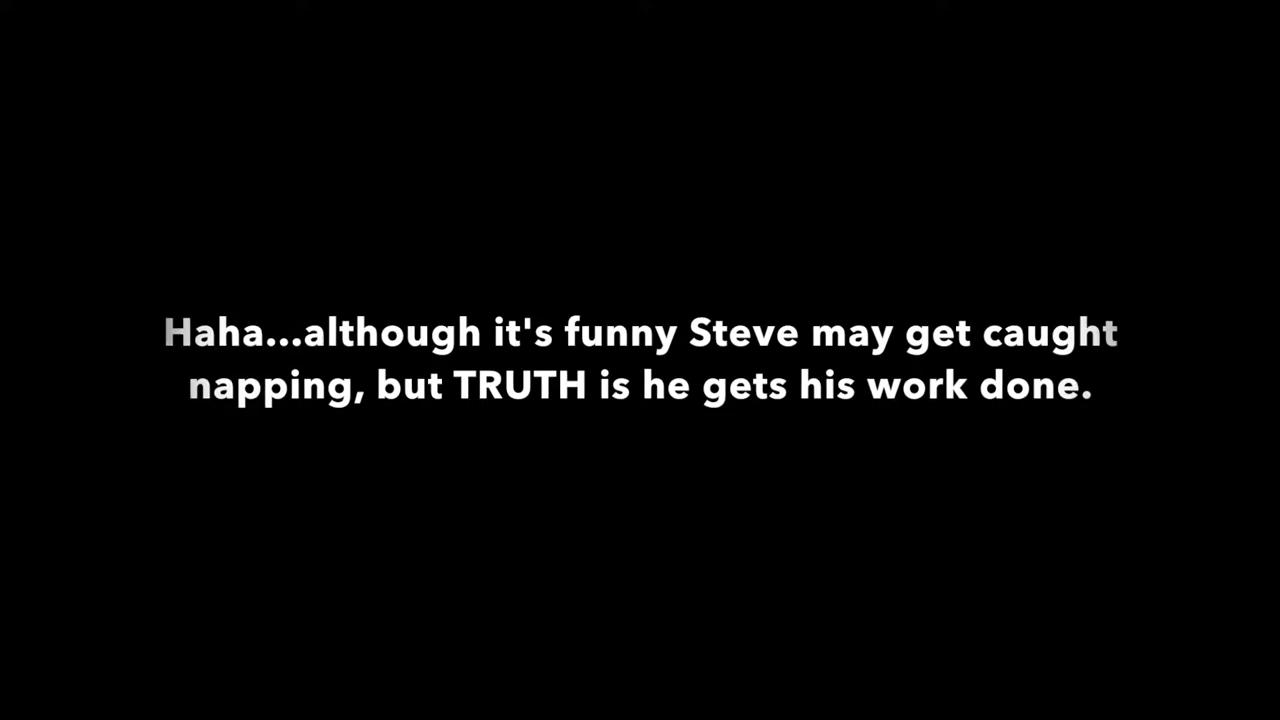 Haha...although it's funny Steve may get caught
napping, but TRUTH is he gets his work done.